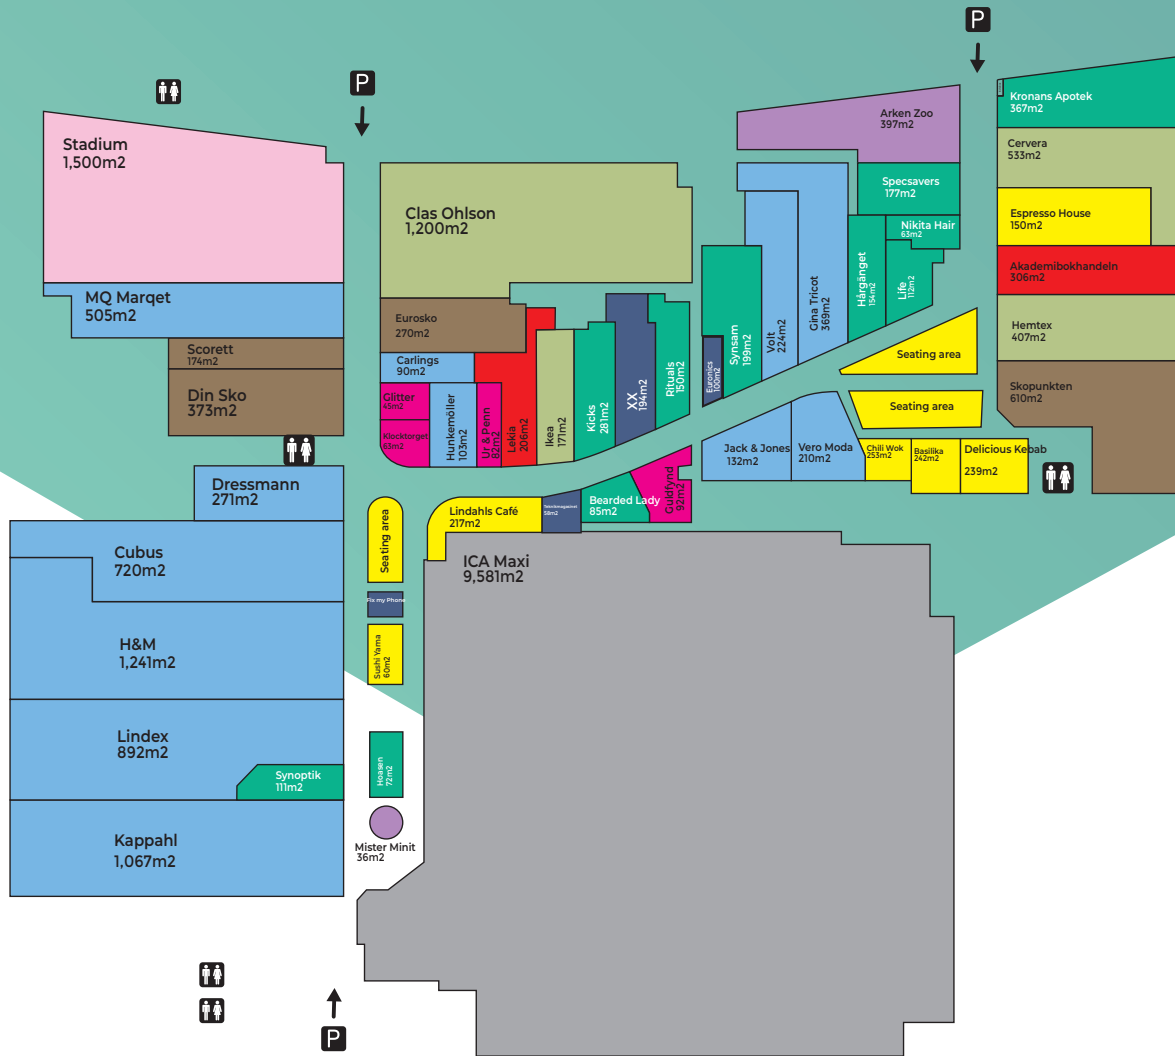 P
P
Stadium
1,500m2
MQ Marqet
505m2
Scorett
174m2
Din Sko
373m2
Dressmann
271m2
Cubus
720m2
H&M
1,241m2
Lindex
892m2
Synoptik
111m2
Kappahl
1,067m2
Clas Ohlson
1,200m2
Eurosko
270m2
Carlings
90m2
Glitter
45m2
Klocktorget
63m2
Hunkemöller
103m2
Ur & Penn
82m2
Lekia
206m2
Ikea
171m2
Kicks
281m2
XX
194m2
Rituals
150m2
Euronics
100m2
Synsam
199m2
Volt
224m2
Gina Tricot
369m2
Arken Zoo
397m2
Specsavers
177m2
Nikita Hair
63m2
Hårgänget
154m2
Life
112m2
Kronans Apotek
367m2
Cervera
533m2
Espresso House
150m2
Akademibokhandeln
306m2
Hemtex
407m2
Skopunkten
610m2
Seating area
Seating area
Jack & Jones
132m2
Vero Moda
210m2
Chili Wok
253m2
Basilika
242m2
Delicious Kebab
239m2
Seating area
Fix my Phone
Sushi Yama
60m2
Hoasen
72m2
Mister Minit
36m2
Lindahls Café
217m2
58m2
Bearded Lady
85m2
Guldfynd
92m2
ICA Maxi
9,581m2
P